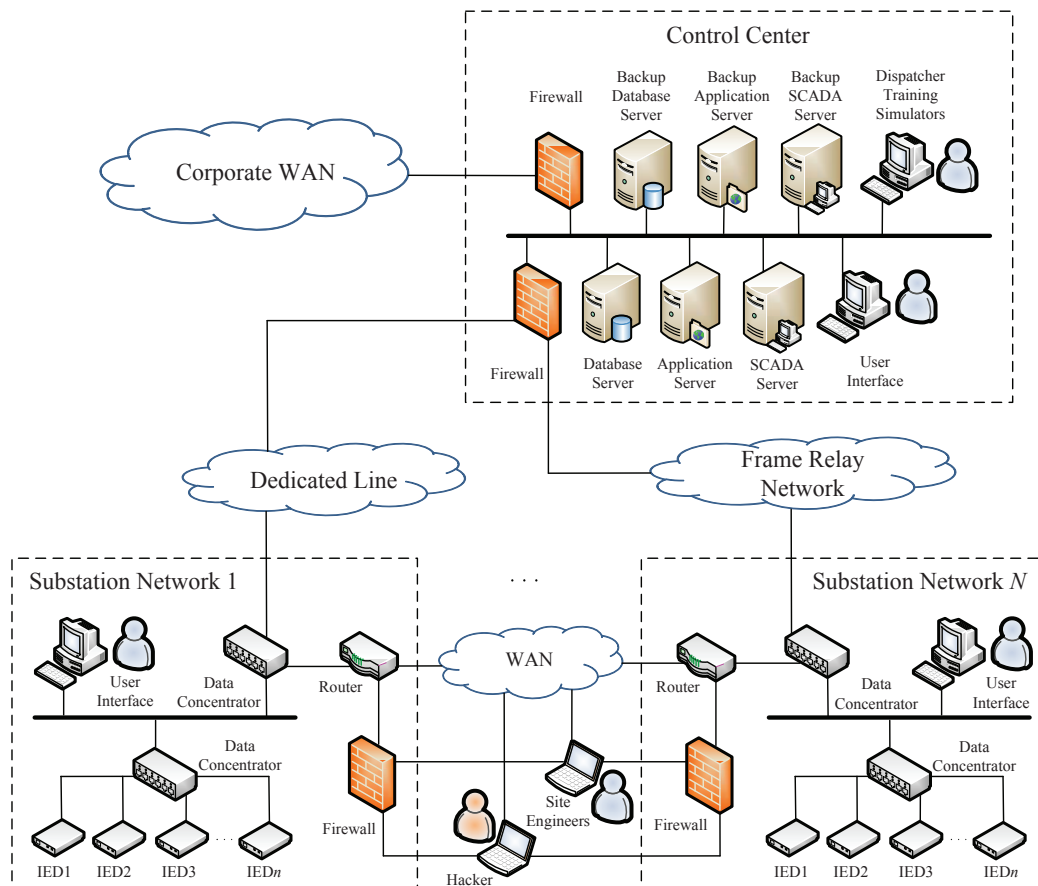 Control Center
Firewall
Backup
Database
Server
Backup
Application
Server
Backup
SCADA
Server
Dispatcher
Training
Simulators
Corporate WAN
Firewall
Database
Server
Application
Server
SCADA
Server
User
Interface
Dedicated Line
Frame Relay
Network
. . .
Substation Network 1
User
Interface
Data
Concentrator
Router
WAN
Data
Concentrator
Firewall
IED1
IED2
IED3
. . . .
IEDn
Site
Engineers
Hacker
Substation Network N
Router
Data
Concentrator
User
Interface
Firewall
Data
Concentrator
IED1
IED2
IED3
. . . .
IEDn